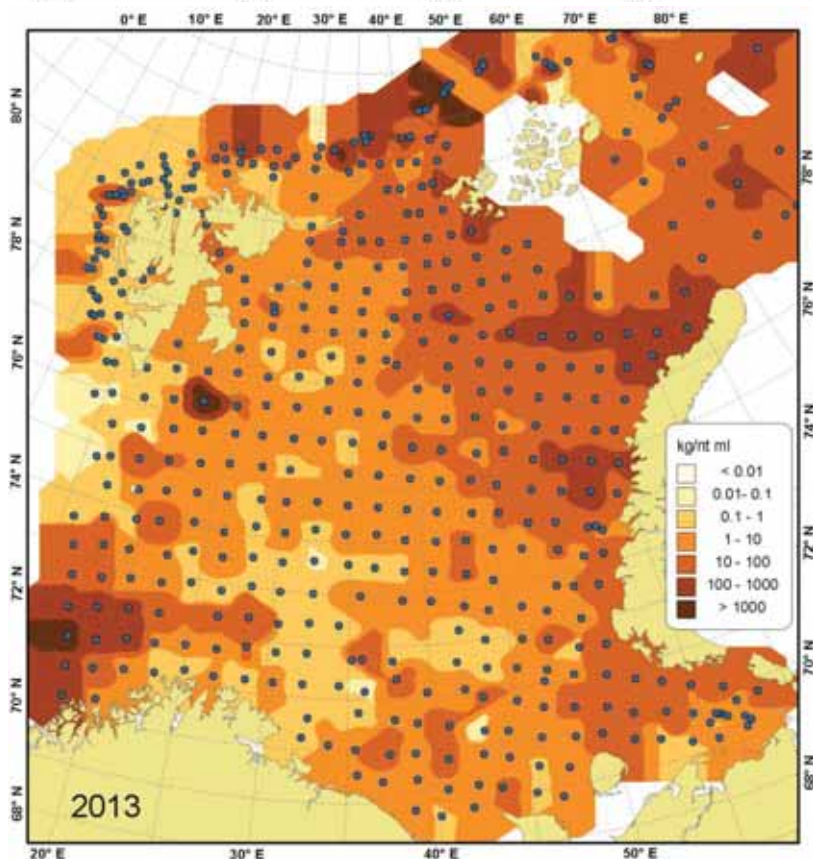 0° E 10° E 20° E 30° E 40° E 50° E 60° E 70° E 80° E
80° N
78° N
76° N
74° N
72° N
70° N
68° N
78° N
76° N
74° N
72° N
70° N
68° N
kg/nt ml
< 0.01
0.01- 0.1
0.1 - 1
1 - 10
10 - 100
100 - 1000
> 1000
2013
20° E 30° E 40° E 50° E